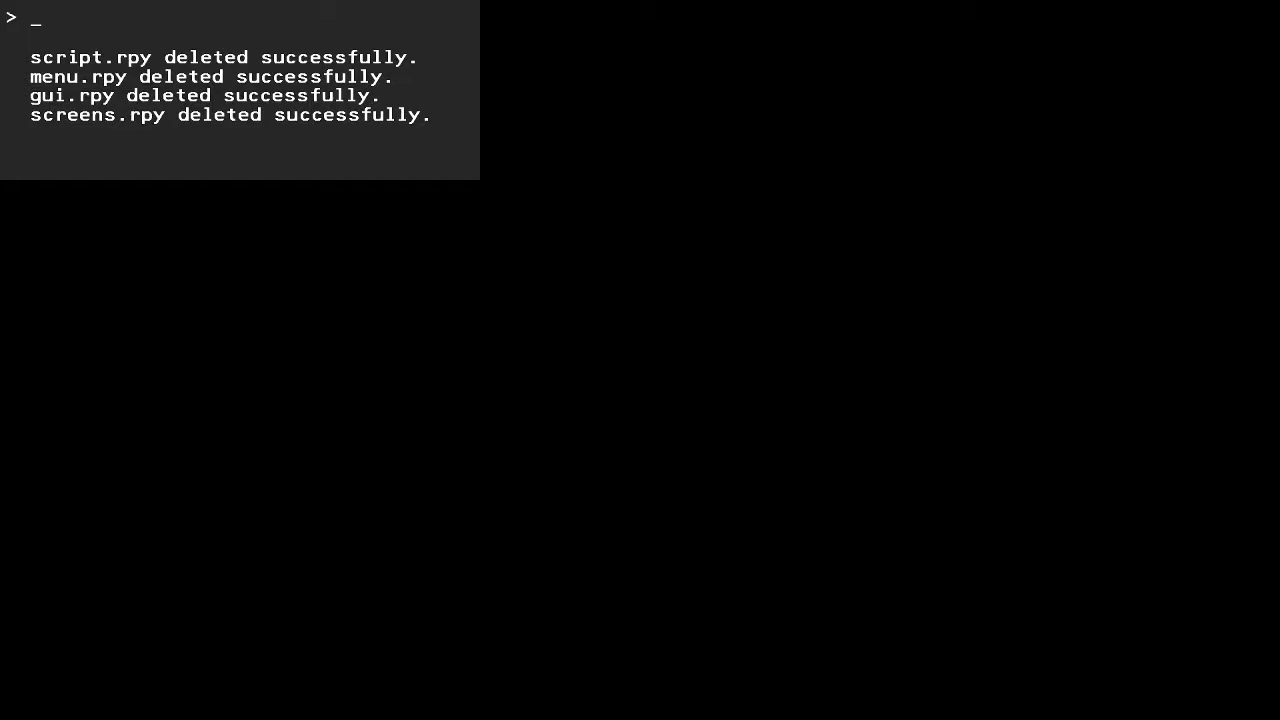 > _
script.rpy deleted successfully.
menu.rpy deleted successfully.
gui.rpy deleted successfully.
screens.rpy deleted successfully.